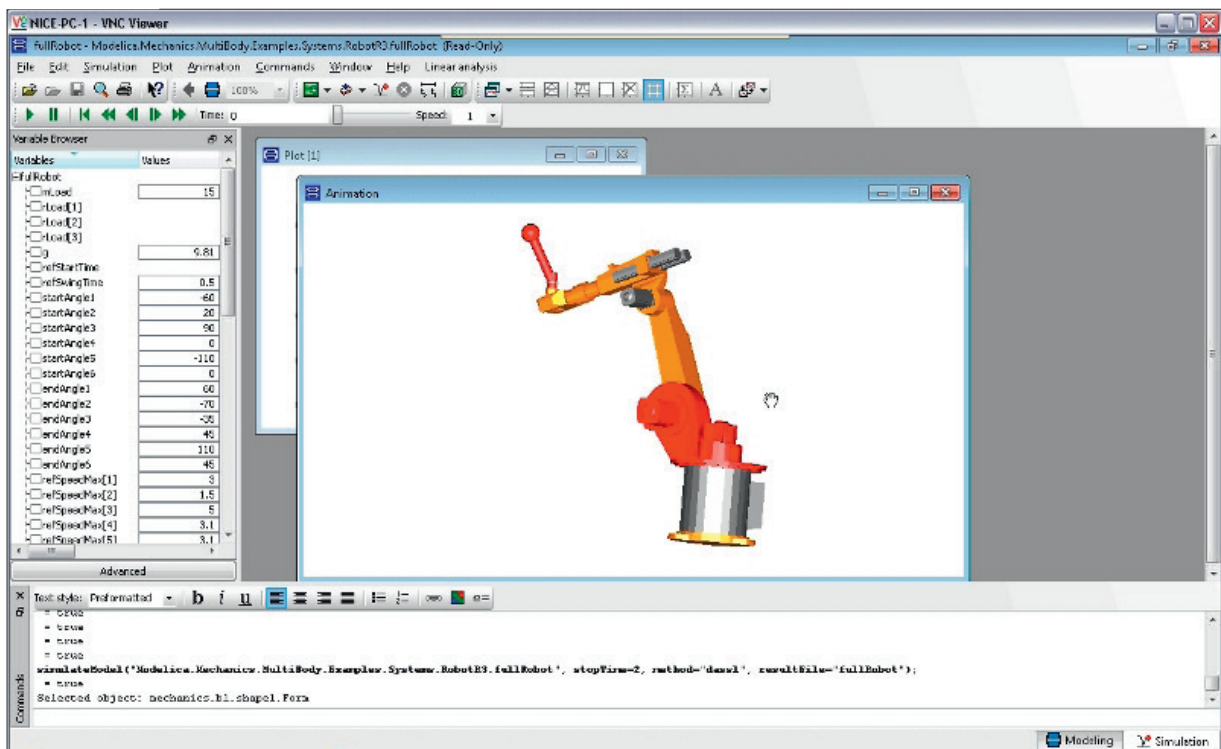 NICE-PC-1 - VNC Viewer
fullRobot - Modelica.Mechanics.MultiBody.Examples.Systems.RobotR3.fullRobot (Read-Only)
File Edit Simulation Plot Animation Commands Window Help Linear analysis
100%
A
Time: 0 Speed: 1
Variable Browser
Variables Values
fullRobot
mLoad 15
rLoad[1]
rLoad[2]
rLoad[3]
g 9.81
refStartTime
refSwingTime 0.5
startAngle1 -60
startAngle2 20
startAngle3 90
startAngle4 0
startAngle5 -110
startAngle6 0
endAngle1 60
endAngle2 -70
endAngle3 -35
endAngle4 45
endAngle5 110
endAngle6 45
refSpeedMax[1] 3
refSpeedMax[2] 1.5
refSpeedMax[3] 5
refSpeedMax[4] 3.1
refSpeedMax[5] 3.1
Advanced
Plot [1]
Animation
Text style: Preformatted b i u
= true
= true
= true
= true
simulateModel("Modelica.Mechanics.MultiBody.Examples.Systems.RobotR3.fullRobot", stopTime=2, method="dassl", resultFile="fullRobot");
= true
Selected object: mechanics.b1.shape1.Form
Commands
Modeling Simulation